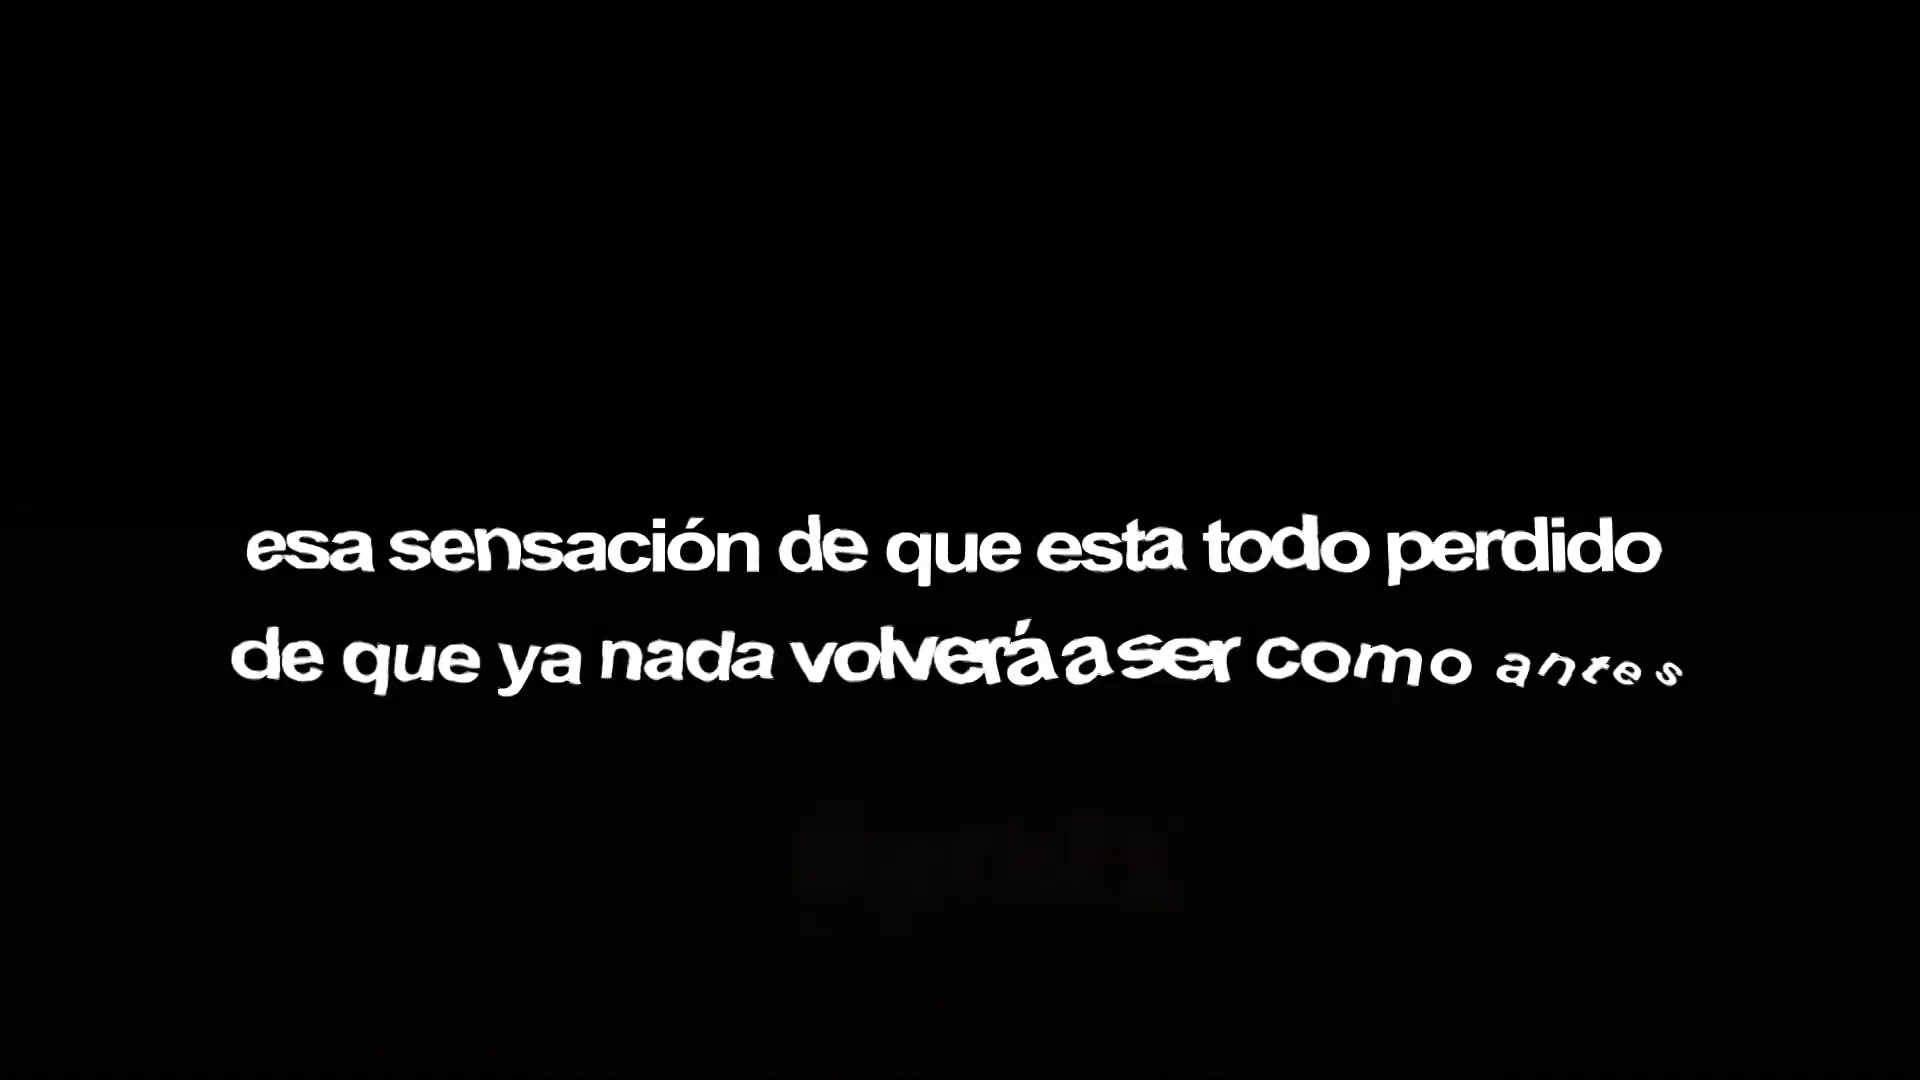 esa sensación de que esta todo perdido
de que ya nada volverá a ser como antes